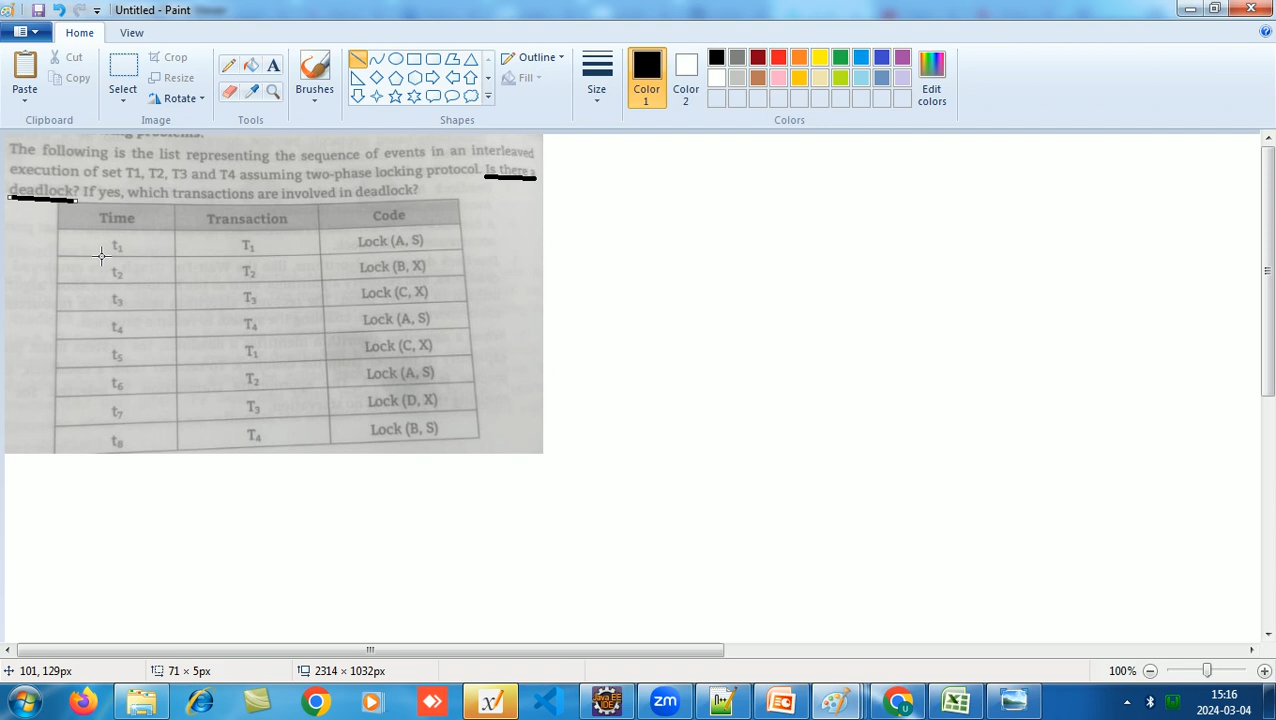 Untitled - Paint
Home
View
Paste
Cut
Copy
Clipboard
Select
Crop
Resize
Rotate
Image
Tools
Brushes
Shapes
Outline
Fill
Size
Color 1
Color 2
Edit colors
Colors
problems.
The following is the list representing the sequence of events in an interleaved
execution of set T1, T2, T3 and T4 assuming two-phase locking protocol. Is there a
deadlock? If yes, which transactions are involved in deadlock?
Time Transaction Code
t₁ T₁ Lock (A, S)
t₂ T₂ Lock (B, X)
t₃ T₃ Lock (C, X)
t₄ T₄ Lock (A, S)
t₅ T₁ Lock (C, X)
t₆ T₂ Lock (A, S)
t₇ T₃ Lock (D, X)
t₈ T₄ Lock (B, S)
101, 129px
71 × 5px
2314 × 1032px
100%
Java EE IDE
zm
15:16
2024-03-04